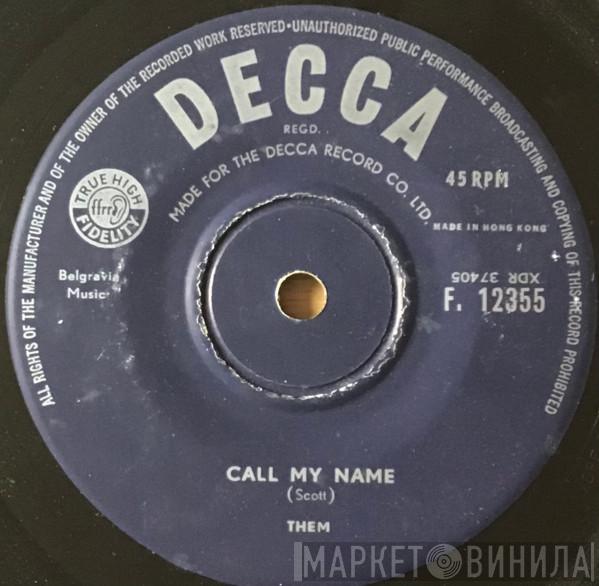 ALL RIGHTS OF THE MANUFACTURER AND OF THE OWNER OF THE RECORDED WORK RESERVED·UNAUTHORIZED PUBLIC PERFORMANCE BROADCASTING AND COPYING OF THIS RECORD PROHIBITED
DECCA
REGD.
MADE FOR THE DECCA RECORD CO. LTD.
TRUE HIGH
ffrr
FIDELITY
45 RPM
MADE IN HONG KONG
Belgravia
Music
XDR 37405
F. 12355
CALL MY NAME
(Scott)
THEM
МАРКЕТ ВИНИЛА